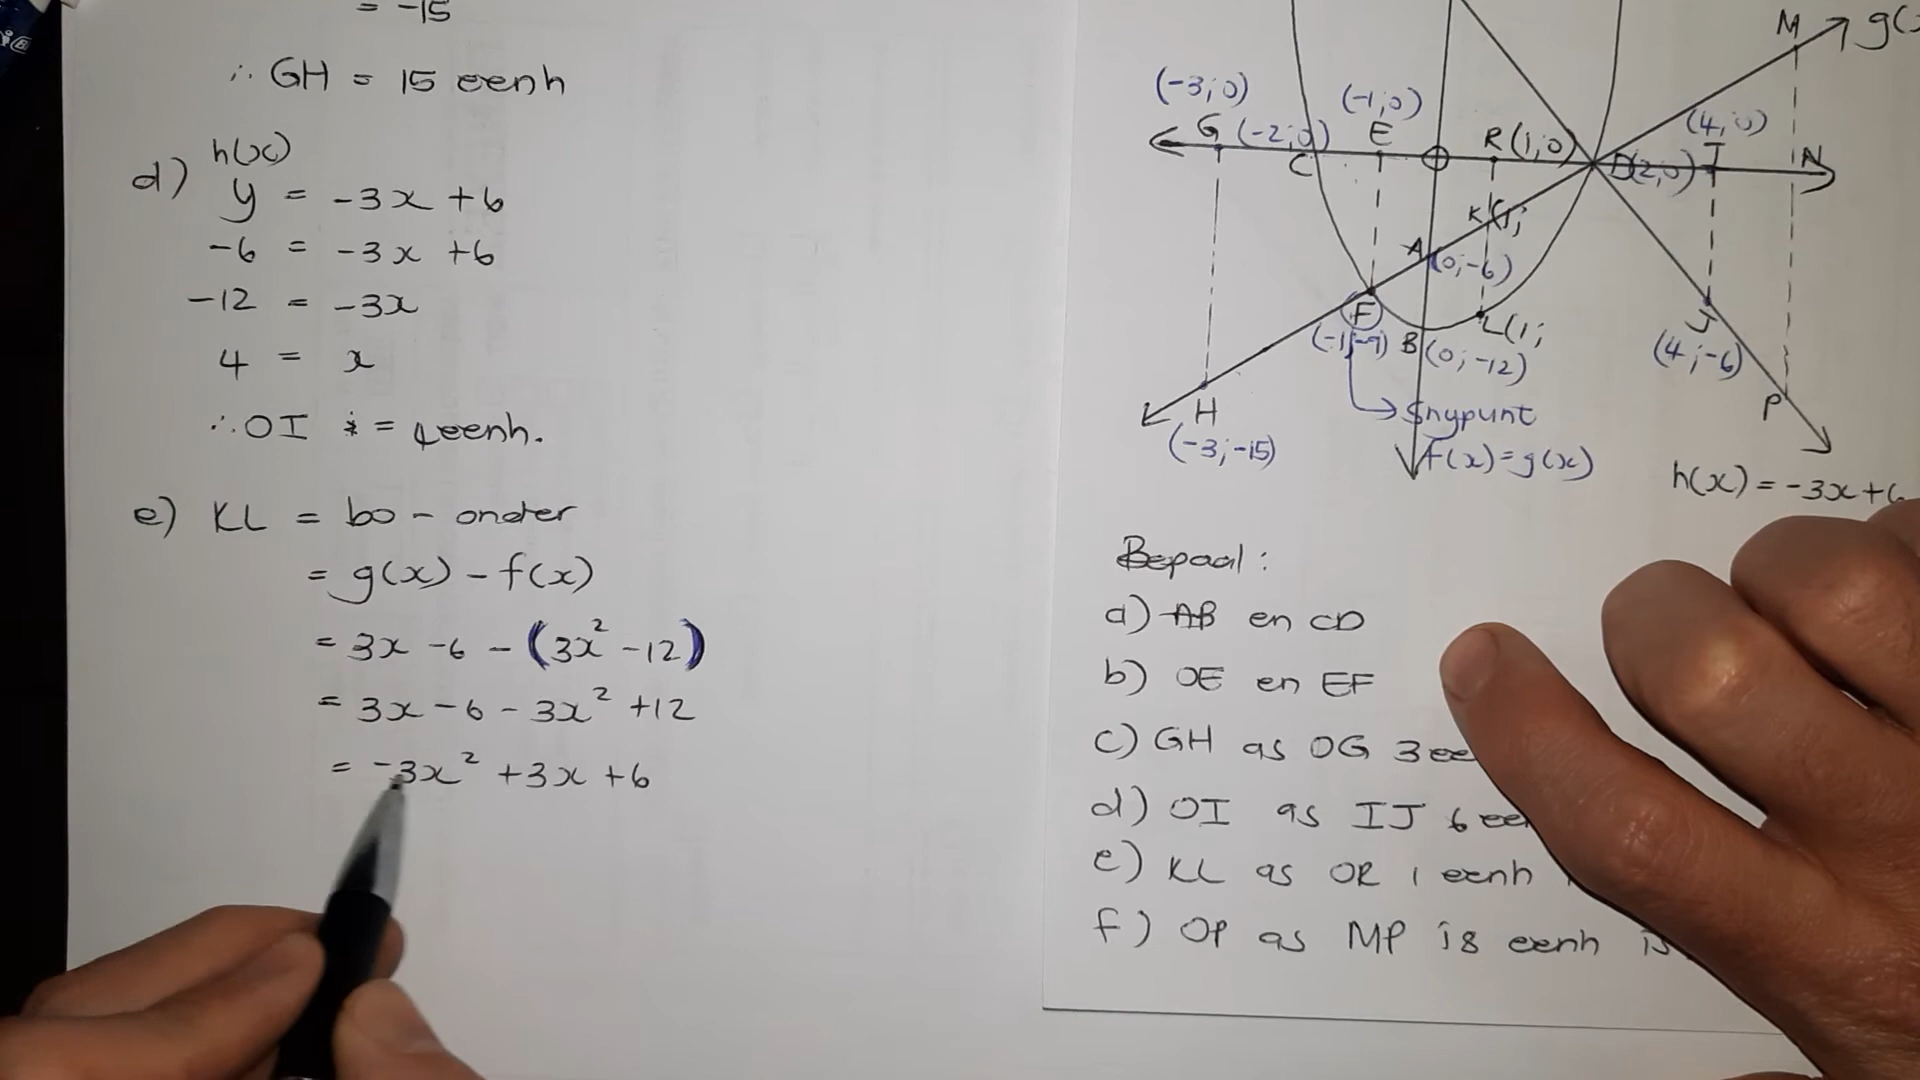 = -15
∴ GH = 15 eenh
d) h(x)
y = -3x + 6
-6 = -3x + 6
-12 = -3x
4 = x
∴ OI = 4 eenh.
e) KL = bo - onder
= g(x) - f(x)
= 3x - 6 - (3x² - 12)
= 3x - 6 - 3x² + 12
= -3x² + 3x + 6
M
g(x
(-3;0)
(-1;0)
(4;0)
G
(-2;0)
C
E
R(1;0)
D(2;0)
I
N
K(1;
A
(0;-6)
F
(-1;-9)
B
(0;-12)
L(1;
J
(4;-6)
P
H
(-3;-15)
Snypunt
f(x) = g(x)
h(x) = -3x + 6
Bepaal:
a) AB en CD
b) OE en EF
c) GH as OG 3 ee
d) OI as IJ 6 een
e) KL as OR 1 eenh
f) OP as MP 18 eenh is